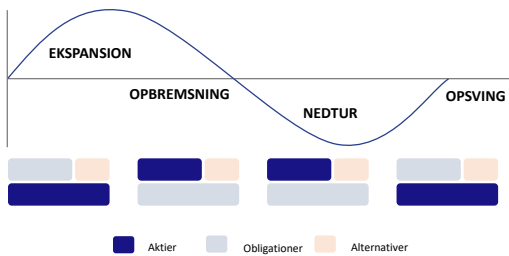 EKSPANSION
OPBREMSNING
NEDTUR
OPSVING
Aktier
Obligationer
Alternativer